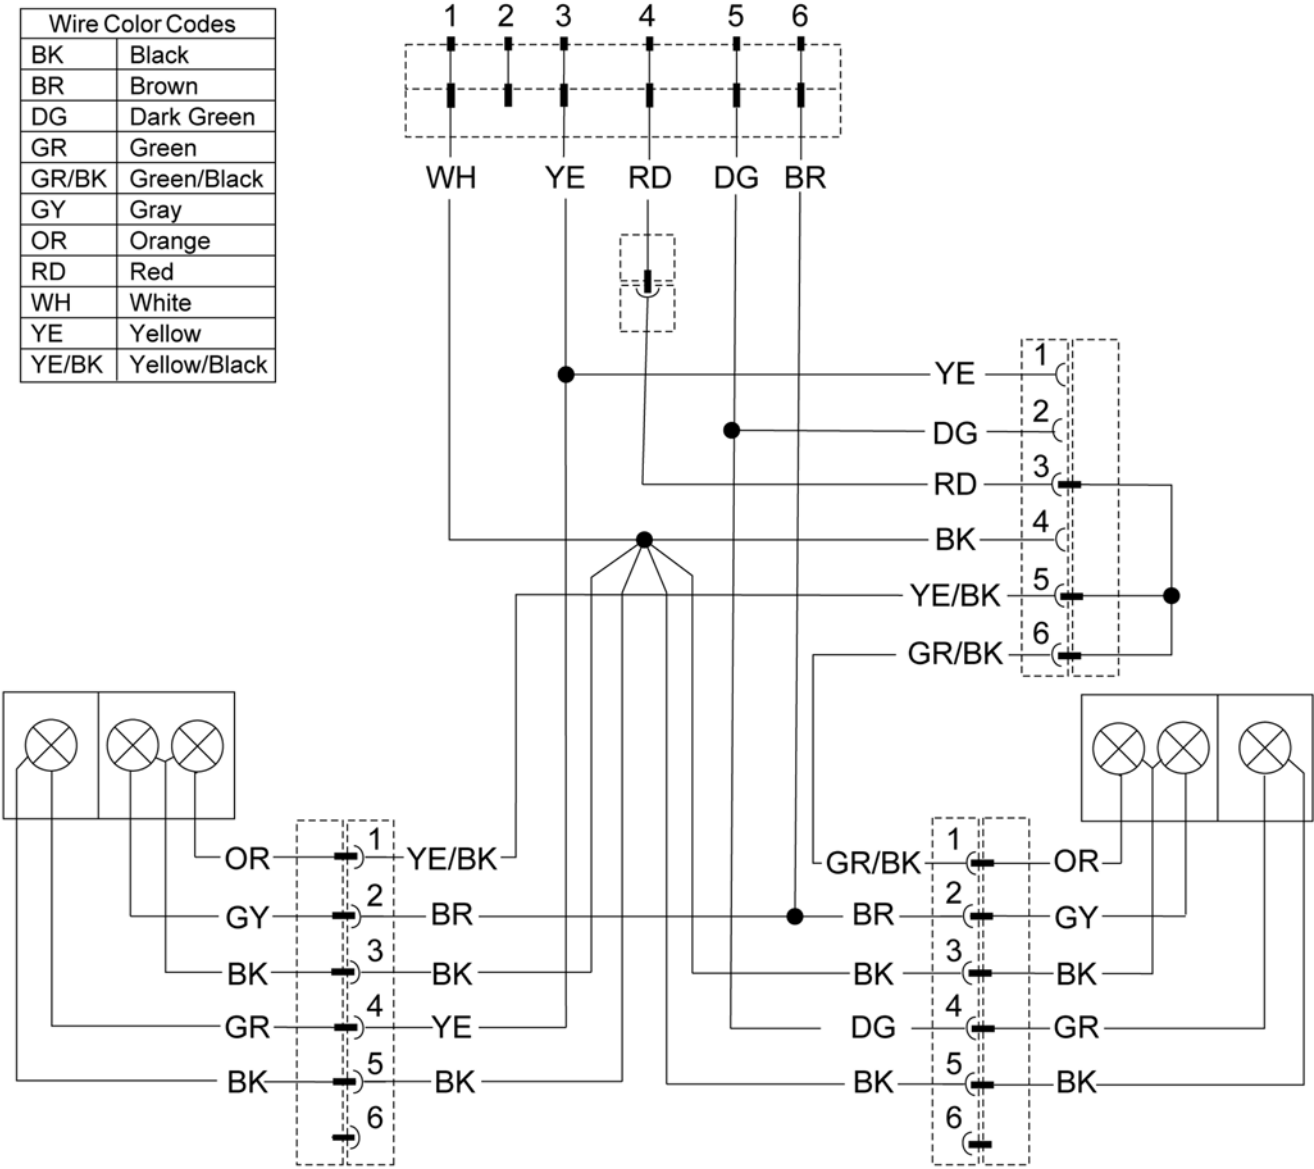 Wire Color Codes
BK Black
BR Brown
DG Dark Green
GR Green
GR/BK Green/Black
GY Gray
OR Orange
RD Red
WH White
YE Yellow
YE/BK Yellow/Black
1 2 3 4 5 6
WH YE RD DG BR
YE 1
DG 2
RD 3
BK 4
YE/BK 5
GR/BK 6
OR 1 YE/BK
GY 2 BR
BK 3 BK
GR 4 YE
BK 5 BK
6
GR/BK 1 OR
BR 2 GY
BK 3 BK
DG 4 GR
BK 5 BK
6